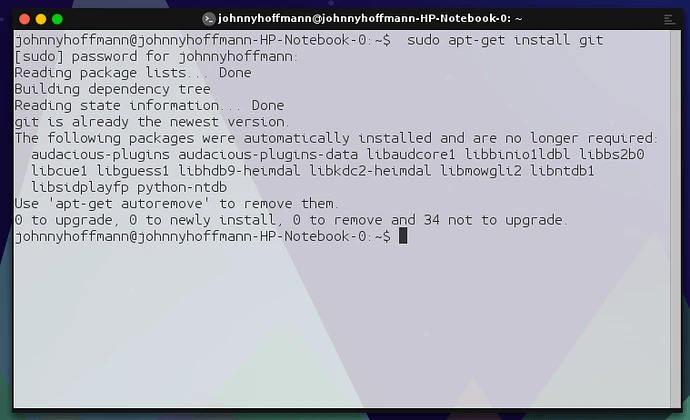 johnnyhoffmann@johnnyhoffmann-HP-Notebook-0: ~
johnnyhoffmann@johnnyhoffmann-HP-Notebook-0:~$  sudo apt-get install git
[sudo] password for johnnyhoffmann:
Reading package lists... Done
Building dependency tree
Reading state information... Done
git is already the newest version.
The following packages were automatically installed and are no longer required:
  audacious-plugins audacious-plugins-data libaudcore1 libbinio1ldbl libbs2b0
  libcue1 libguess1 libhdb9-heimdal libkdc2-heimdal libmowgli2 libntdb1
  libsidplayfp python-ntdb
Use 'apt-get autoremove' to remove them.
0 to upgrade, 0 to newly install, 0 to remove and 34 not to upgrade.
johnnyhoffmann@johnnyhoffmann-HP-Notebook-0:~$